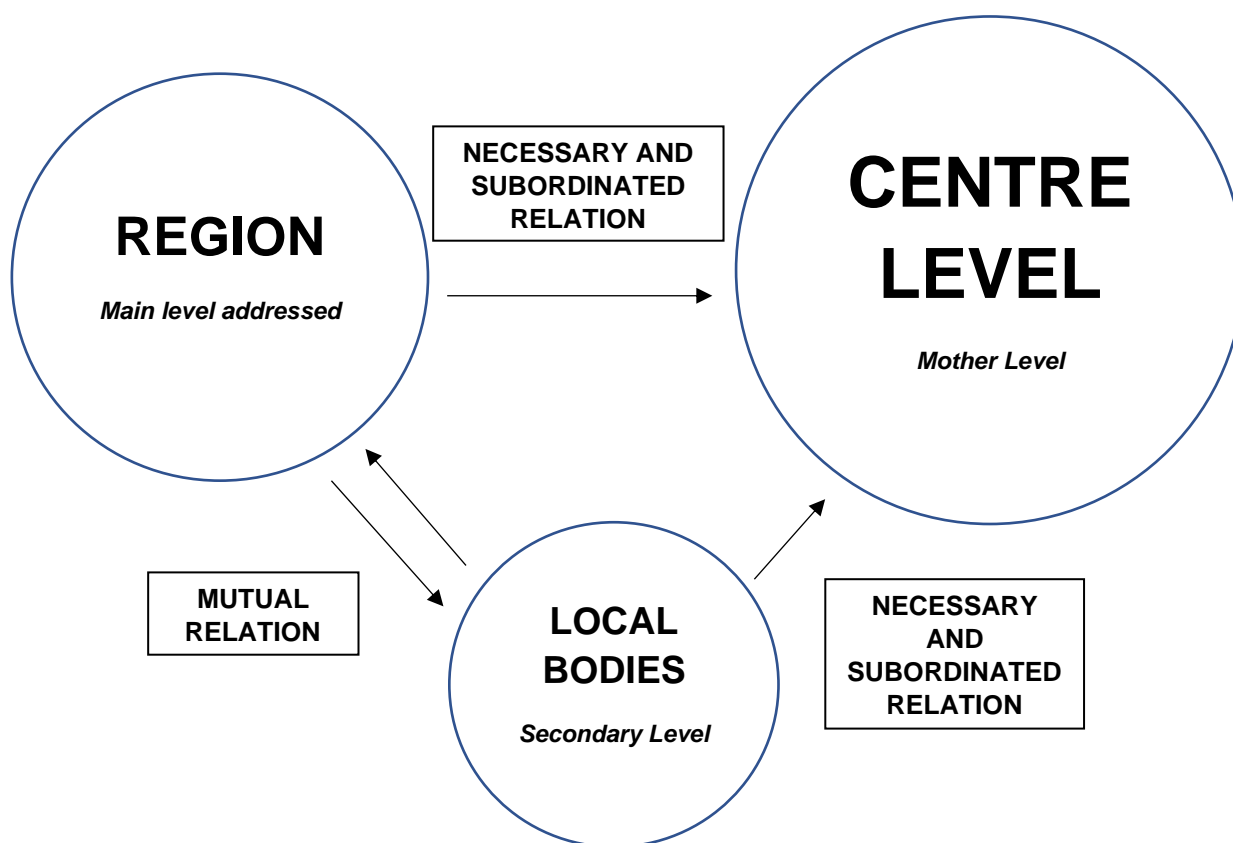 REGION
Main level addressed
NECESSARY AND
SUBORDINATED
RELATION
CENTRE
LEVEL
Mother Level
MUTUAL
RELATION
LOCAL
BODIES
Secondary Level
NECESSARY
AND
SUBORDINATED
RELATION